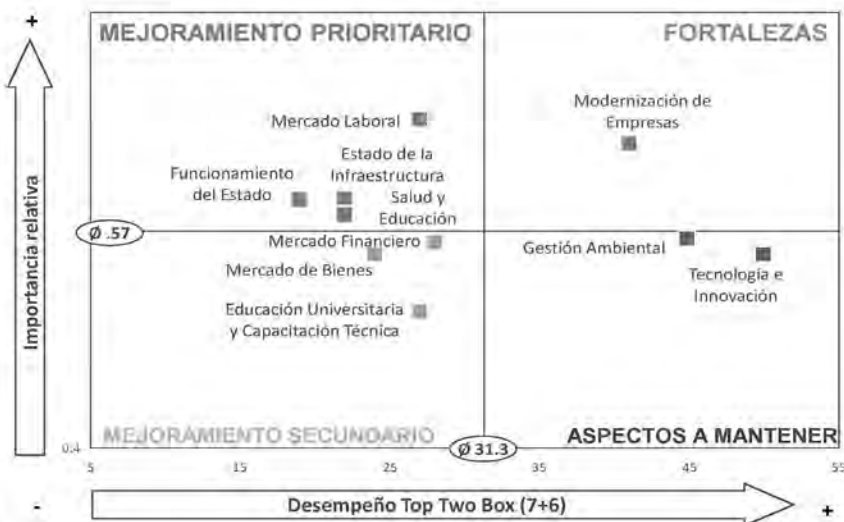 +
MEJORAMIENTO PRIORITARIO
FORTALEZAS
Modernización de
Empresas
Mercado Laboral
Estado de la
Infraestructura
Funcionamiento
del Estado
Salud y
Educación
Importancia relativa
Ø .57
Mercado Financiero
Gestión Ambiental
Mercado de Bienes
Tecnología e
Innovación
Educación Universitaria
y Capacitación Técnica
MEJORAMIENTO SECUNDARIO
ASPECTOS A MANTENER
0.4
Ø 31.3
5
15
25
35
45
55
-
Desempeño Top Two Box (7+6)
+